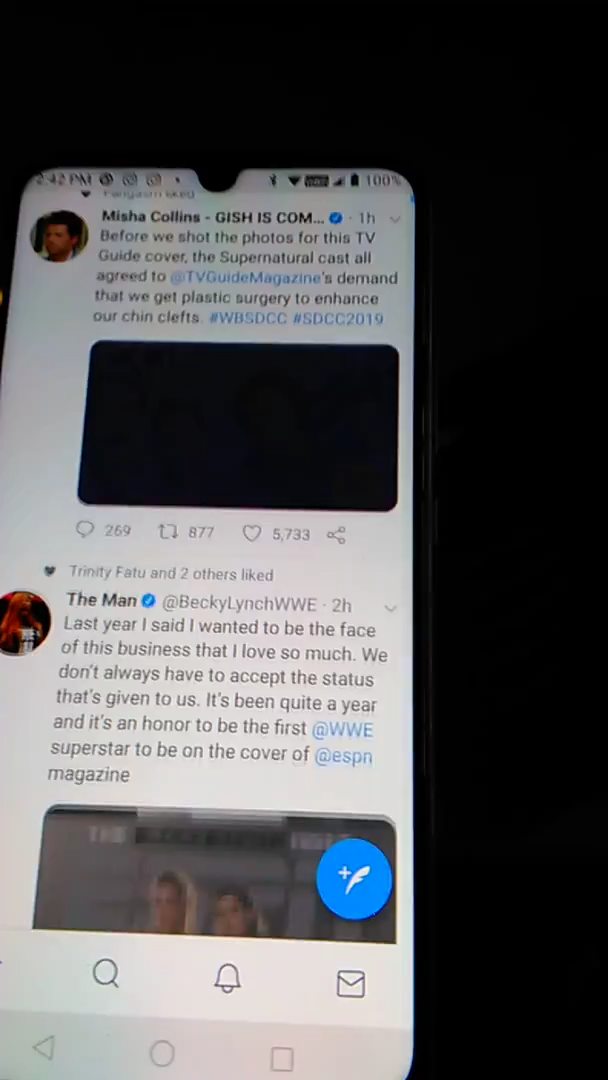 2:42 PM
100%
Fangasm liked
Misha Collins - GISH IS COM... · 1h
Before we shot the photos for this TV
Guide cover, the Supernatural cast all
agreed to @TVGuideMagazine's demand
that we get plastic surgery to enhance
our chin clefts. #WBSDCC #SDCC2019
269 877 5,733
Trinity Fatu and 2 others liked
The Man @BeckyLynchWWE · 2h
Last year I said I wanted to be the face
of this business that I love so much. We
don't always have to accept the status
that's given to us. It's been quite a year
and it's an honor to be the first @WWE
superstar to be on the cover of @espn
magazine